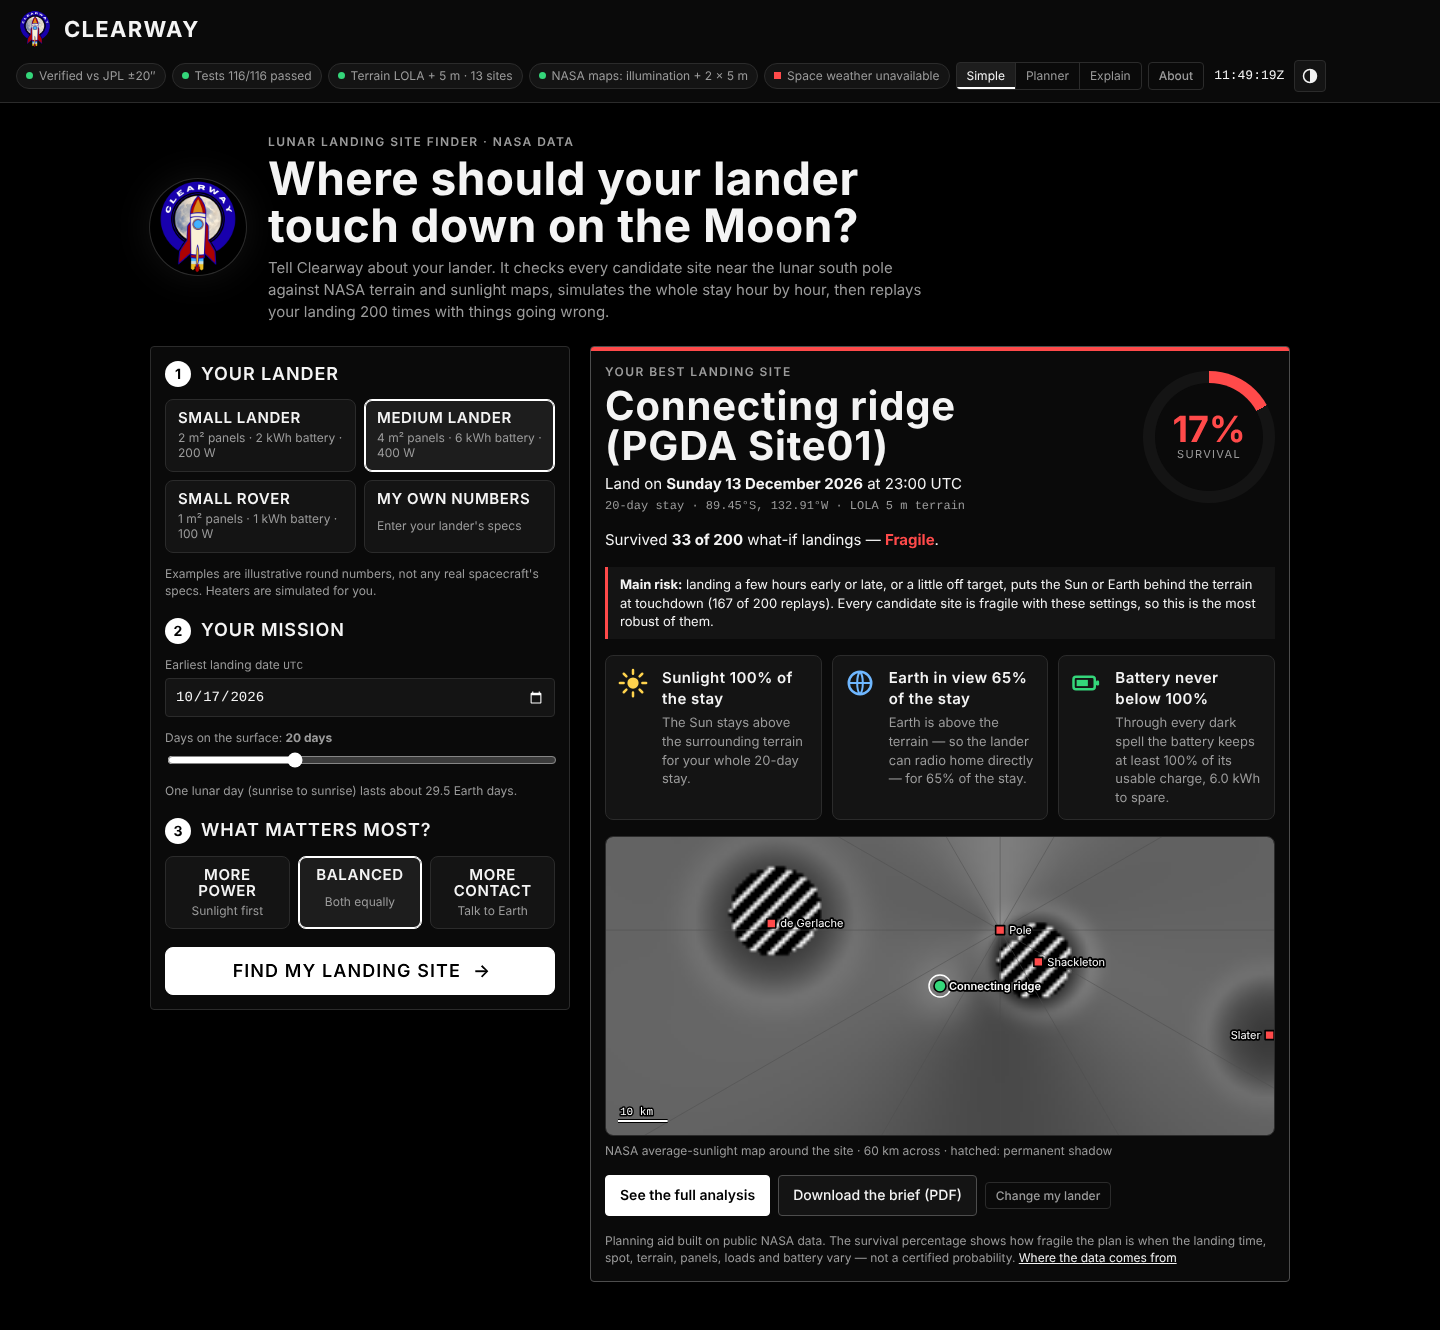 CLEARWAY
Verified vs JPL ±20″
Tests 116/116 passed
Terrain LOLA + 5 m · 13 sites
NASA maps: illumination + 2 × 5 m
Space weather unavailable
Simple
Planner
Explain
About
11:49:19Z
CLEARWAY
LUNAR LANDING SITE FINDER · NASA DATA
Where should your lander
touch down on the Moon?
Tell Clearway about your lander. It checks every candidate site near the lunar south pole
against NASA terrain and sunlight maps, simulates the whole stay hour by hour, then replays
your landing 200 times with things going wrong.
1 YOUR LANDER
SMALL LANDER
2 m² panels · 2 kWh battery ·
200 W
MEDIUM LANDER
4 m² panels · 6 kWh battery ·
400 W
SMALL ROVER
1 m² panels · 1 kWh battery ·
100 W
MY OWN NUMBERS
Enter your lander's specs
Examples are illustrative round numbers, not any real spacecraft's
specs. Heaters are simulated for you.
2 YOUR MISSION
Earliest landing date UTC
10/17/2026
Days on the surface: 20 days
One lunar day (sunrise to sunrise) lasts about 29.5 Earth days.
3 WHAT MATTERS MOST?
MORE
POWER
Sunlight first
BALANCED
Both equally
MORE
CONTACT
Talk to Earth
FIND MY LANDING SITE →
YOUR BEST LANDING SITE
Connecting ridge
(PGDA Site01)
Land on Sunday 13 December 2026 at 23:00 UTC
20-day stay · 89.45°S, 132.91°W · LOLA 5 m terrain
17%
SURVIVAL
Survived 33 of 200 what-if landings — Fragile.
Main risk: landing a few hours early or late, or a little off target, puts the Sun or Earth behind the terrain
at touchdown (167 of 200 replays). Every candidate site is fragile with these settings, so this is the most
robust of them.
Sunlight 100% of
the stay
The Sun stays above
the surrounding terrain
for your whole 20-day
stay.
Earth in view 65%
of the stay
Earth is above the
terrain — so the lander
can radio home directly
— for 65% of the stay.
Battery never
below 100%
Through every dark
spell the battery keeps
at least 100% of its
usable charge, 6.0 kWh
to spare.
de Gerlache
Pole
Shackleton
Connecting ridge
Slater
10 km
NASA average-sunlight map around the site · 60 km across · hatched: permanent shadow
See the full analysis
Download the brief (PDF)
Change my lander
Planning aid built on public NASA data. The survival percentage shows how fragile the plan is when the landing time,
spot, terrain, panels, loads and battery vary — not a certified probability. Where the data comes from